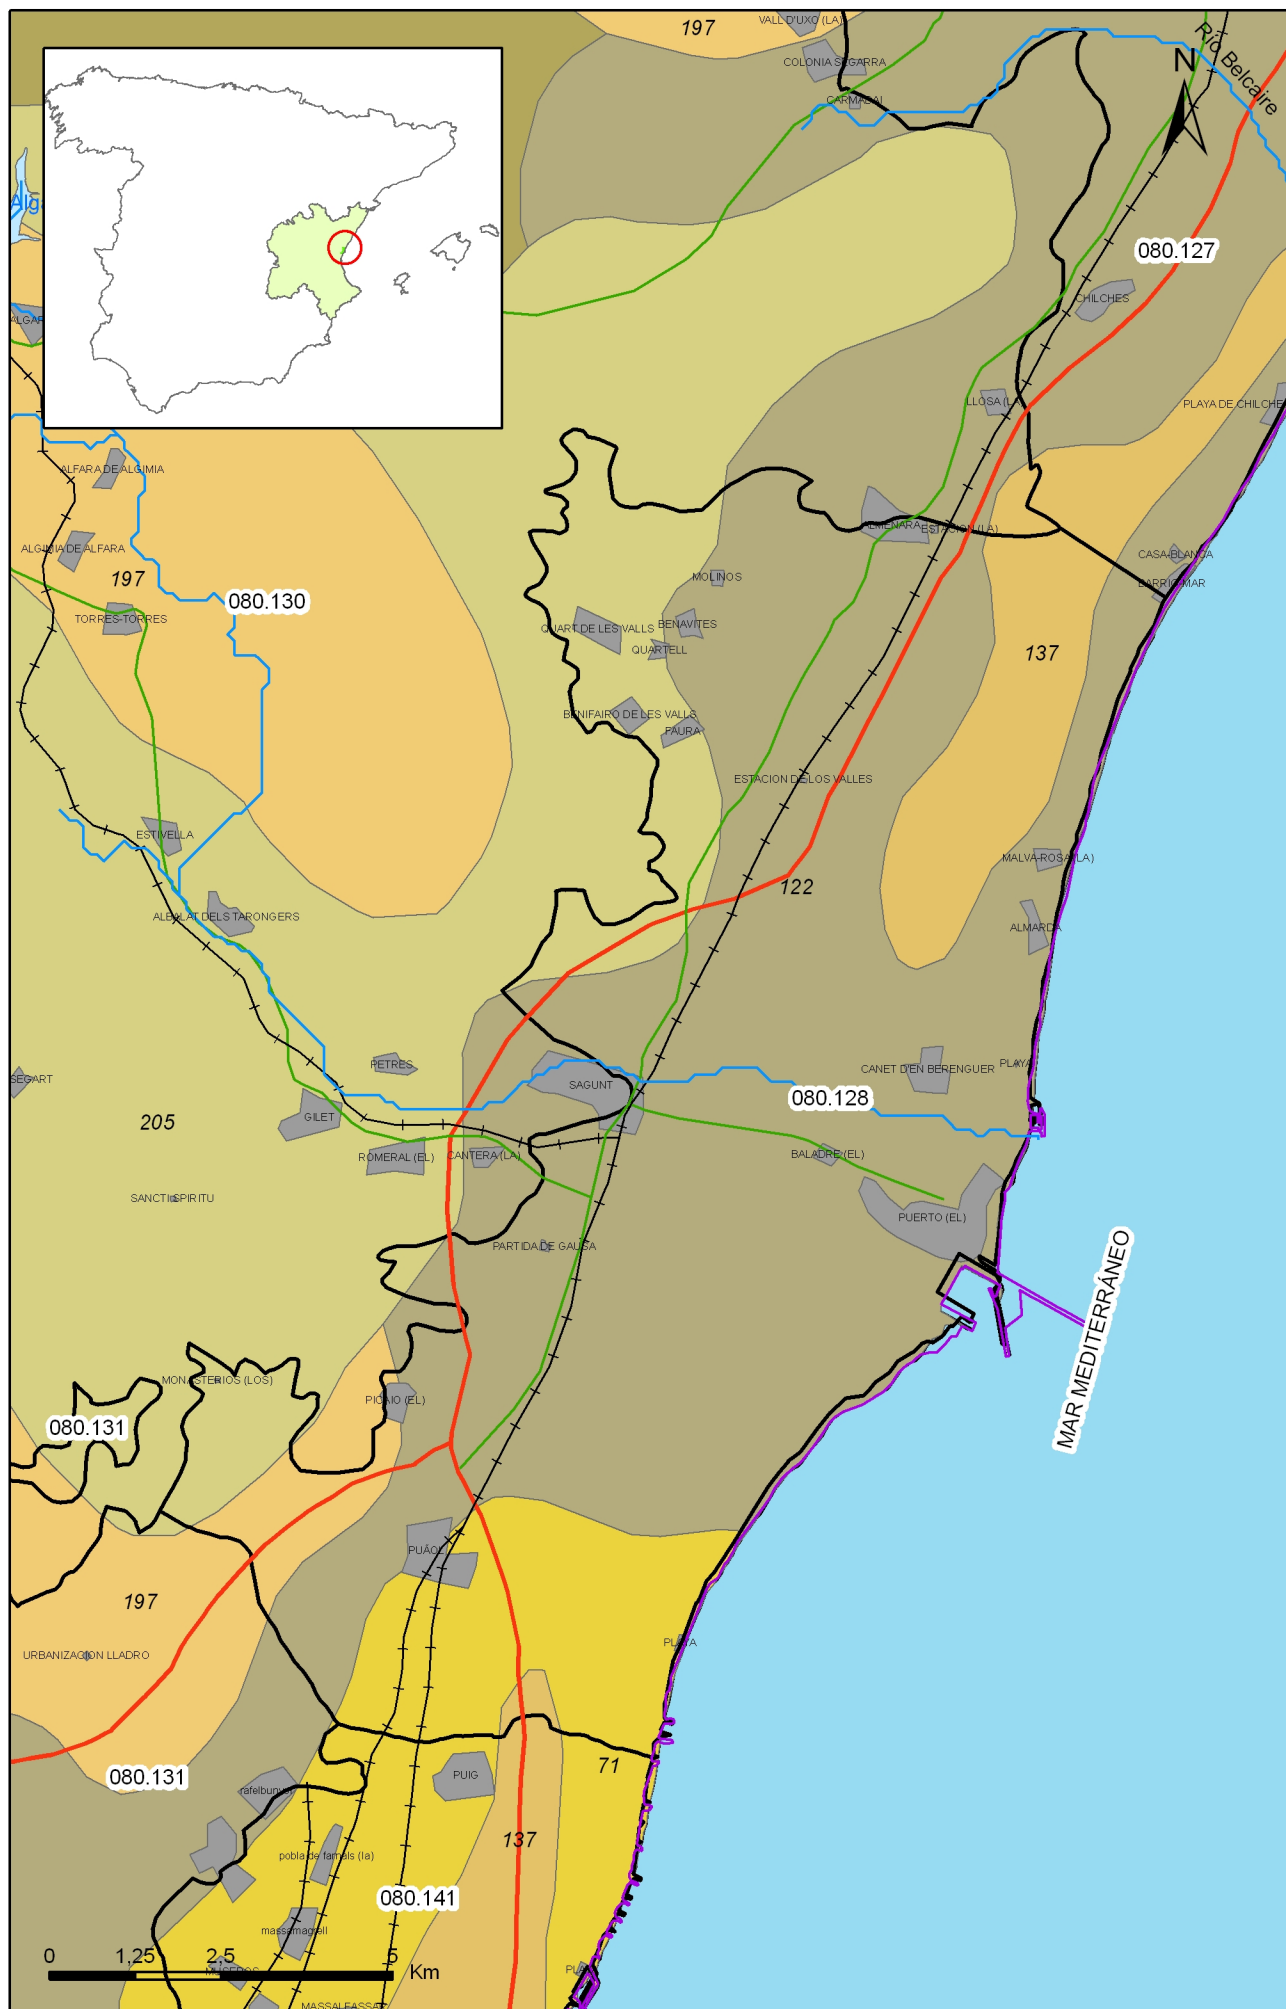 197
VALL D'UXO (LA)
COLONIA SEGARRA
CARMADAI
Río Belcaire
N
Alg
080.127
CHILCHES
ALGAR
LLOSA (LA)
PLAYA DE CHILCHE
ALFARA DE ALGIMIA
ALMENARA
ESTACION (LA)
ALGIMIA DE ALFARA
CASA-BLANCA
197
MOLINOS
BARRIO-MAR
080.130
TORRES-TORRES
QUART DE LES VALLS
BENAVITES
QUARTELL
137
BENIFAIRO DE LES VALLS
FAURA
ESTACION DE LOS VALLES
ESTIVELLA
MALVA-ROSA (LA)
122
ALBALAT DELS TARONGERS
ALMARDA
PETRES
CANET D'EN BERENGUER
PLAYA
SEGART
SAGUNT
080.128
GILET
205
ROMERAL (EL)
CANTERA (LA)
BALADRE (EL)
SANCTI SPIRITU
PUERTO (EL)
PARTIDA DE GAUSA
MAR MEDITERRÁNEO
MONASTERIOS (LOS)
PICAIO (EL)
080.131
PUÂOL
197
URBANIZACION LLADRO
PLAYA
71
080.131
PUIG
rafelbunyol
137
pobla de farnals (la)
080.141
massamagrell
0 1,25 2,5 5
Km
MUSEROS
PLA
MASSALFASSAR